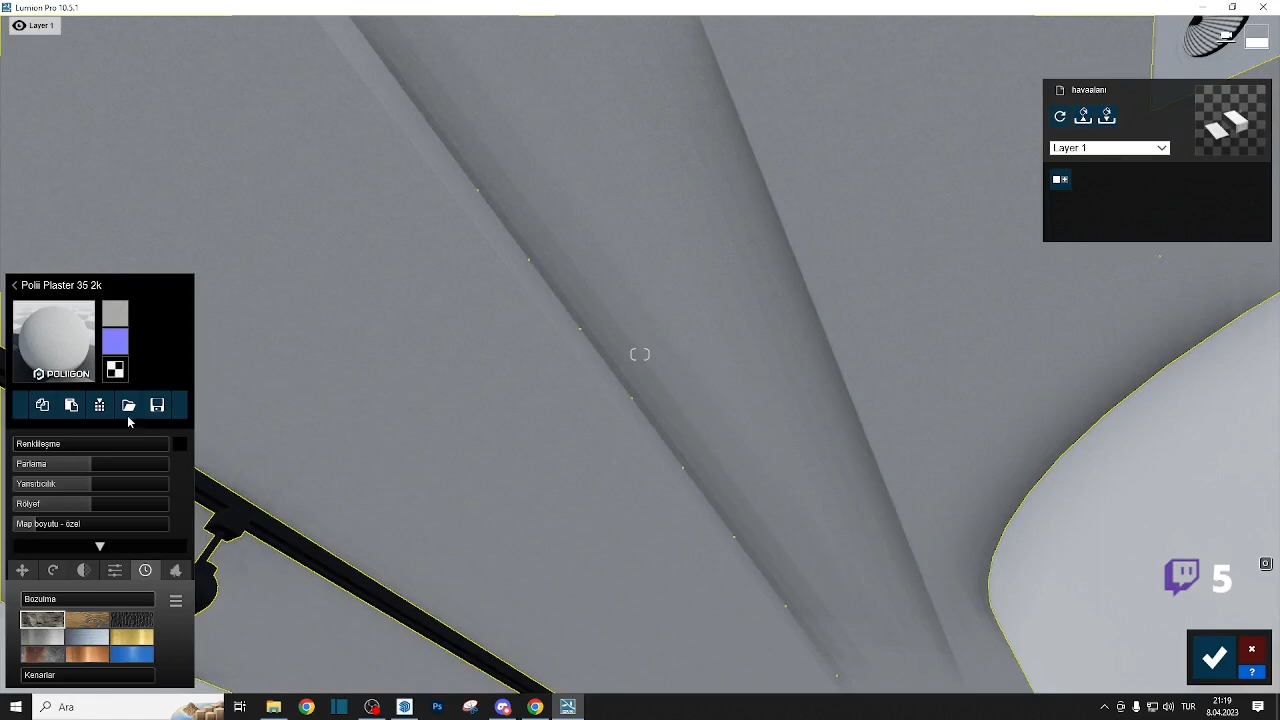 Lumion Pro 10.5.1
Layer 1
havaalanı
Layer 1
Polii Plaster 35 2k
POLIIGON
Renklileşme
Parlama
Yansıtıcılık
Rölyef
Map boyutu - özel
Bozulma
Kenarlar
5
?
Ara
Ps
TUR
21:19
8.04.2023